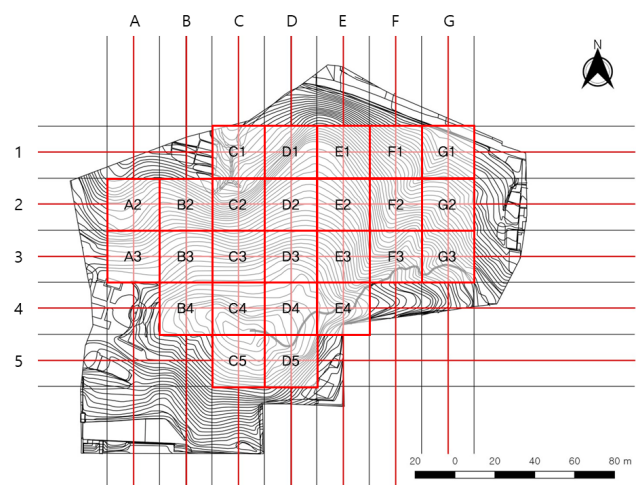 A B C D E F G
N
1 C1 D1 E1 F1 G1
2 A2 B2 C2 D2 E2 F2 G2
3 A3 B3 C3 D3 E3 F3 G3
4 B4 C4 D4 E4
5 C5 D5
20 0 20 40 60 80 m